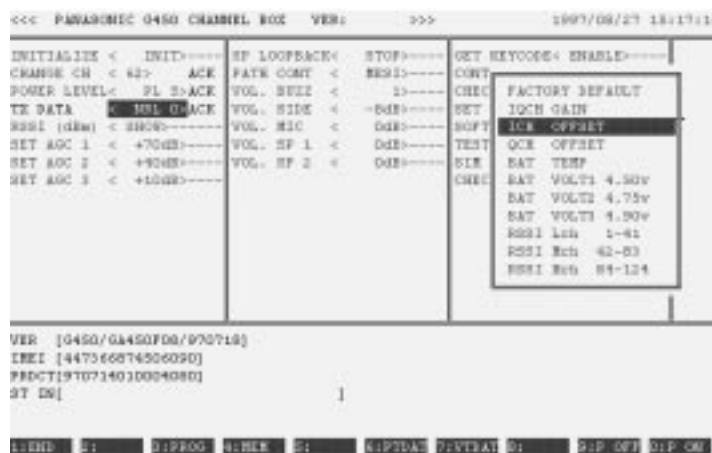 <<< PANASONIC G450 CHANNEL BOX VER: >>> 1997/08/27 18:17:1
INITIALIZE < INIT>----
CHANGE CH < 62> ACK
POWER LEVEL< PL 5>ACK
TX DATA < NRL 0>ACK
RSSI (dBm) < SHOW>------
SET AGC 1 < +70dB>----
SET AGC 2 < +40dB>----
SET AGC 3 < +10dB>----
SP LOOPBACK< STOP>-----
PATH CONT <
VOL. BUZZ < 1>----
VOL. SIDE < -8dB>----
VOL. MIC < 0dB>----
VOL. SP 1 < 0dB>----
VOL. SP 2 < 0dB>----
GET KEYCODE< ENABLE>-----
CONT
CHEC
SET
SOFT
TEST
SIM
CHEC
FACTORY DEFAULT
IQCH GAIN
ICH OFFSET
QCH OFFSET
BAT TEMP
BAT VOLT1 4.50v
BAT VOLT2 4.75v
BAT VOLT3 4.90v
RSSI Lch 1-41
RSSI Mch 42-83
RSSI Hch 84-124
VER [G450/GA450F08/970718]
IMEI [447366874506090]
PRDCT[970714010004080]
ST IN[ ]
1:END 2: 3:PROG 4:MEM 5: 6:PTDAT 7:VTDAT 8: 9:P OFF 0:P ON